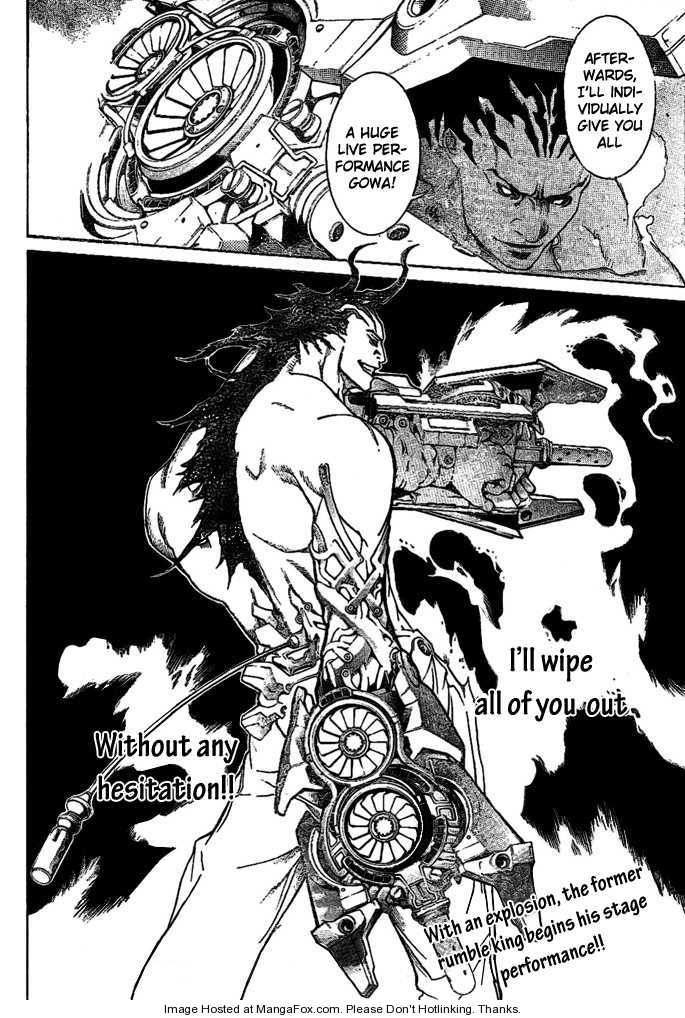 AFTER-
WARDS,
I'LL INDI-
VIDUALLY
GIVE YOU
ALL
A HUGE
LIVE PER-
FORMANCE
GOWA!
I'll wipe
all of you out
Without any
hesitation!!
With an explosion, the former
rumble king begins his stage
performance!!
Image Hosted at MangaFox.com. Please Don't Hotlinking. Thanks.